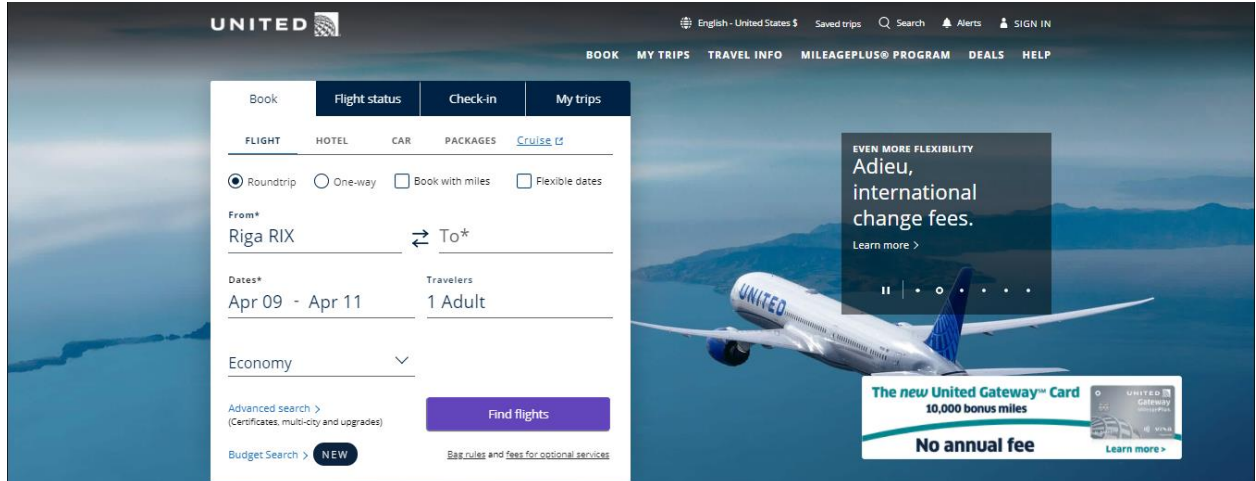 UNITED
English - United States $ Saved trips Search Alerts SIGN IN
BOOK MY TRIPS TRAVEL INFO MILEAGEPLUS® PROGRAM DEALS HELP
Book Flight status Check-in My trips
FLIGHT HOTEL CAR PACKAGES Cruise
Roundtrip One-way Book with miles Flexible dates
From*
Riga RIX To*
Dates* Travelers
Apr 09 - Apr 11 1 Adult
Economy
Advanced search >
(Certificates, multi-city and upgrades)
Find flights
Budget Search > NEW
Bag rules and fees for optional services
EVEN MORE FLEXIBILITY
Adieu,
international
change fees.
Learn more >
UNITED
The new United Gateway℠ Card
10,000 bonus miles
No annual fee
UNITED
Gateway
VISA
Learn more >